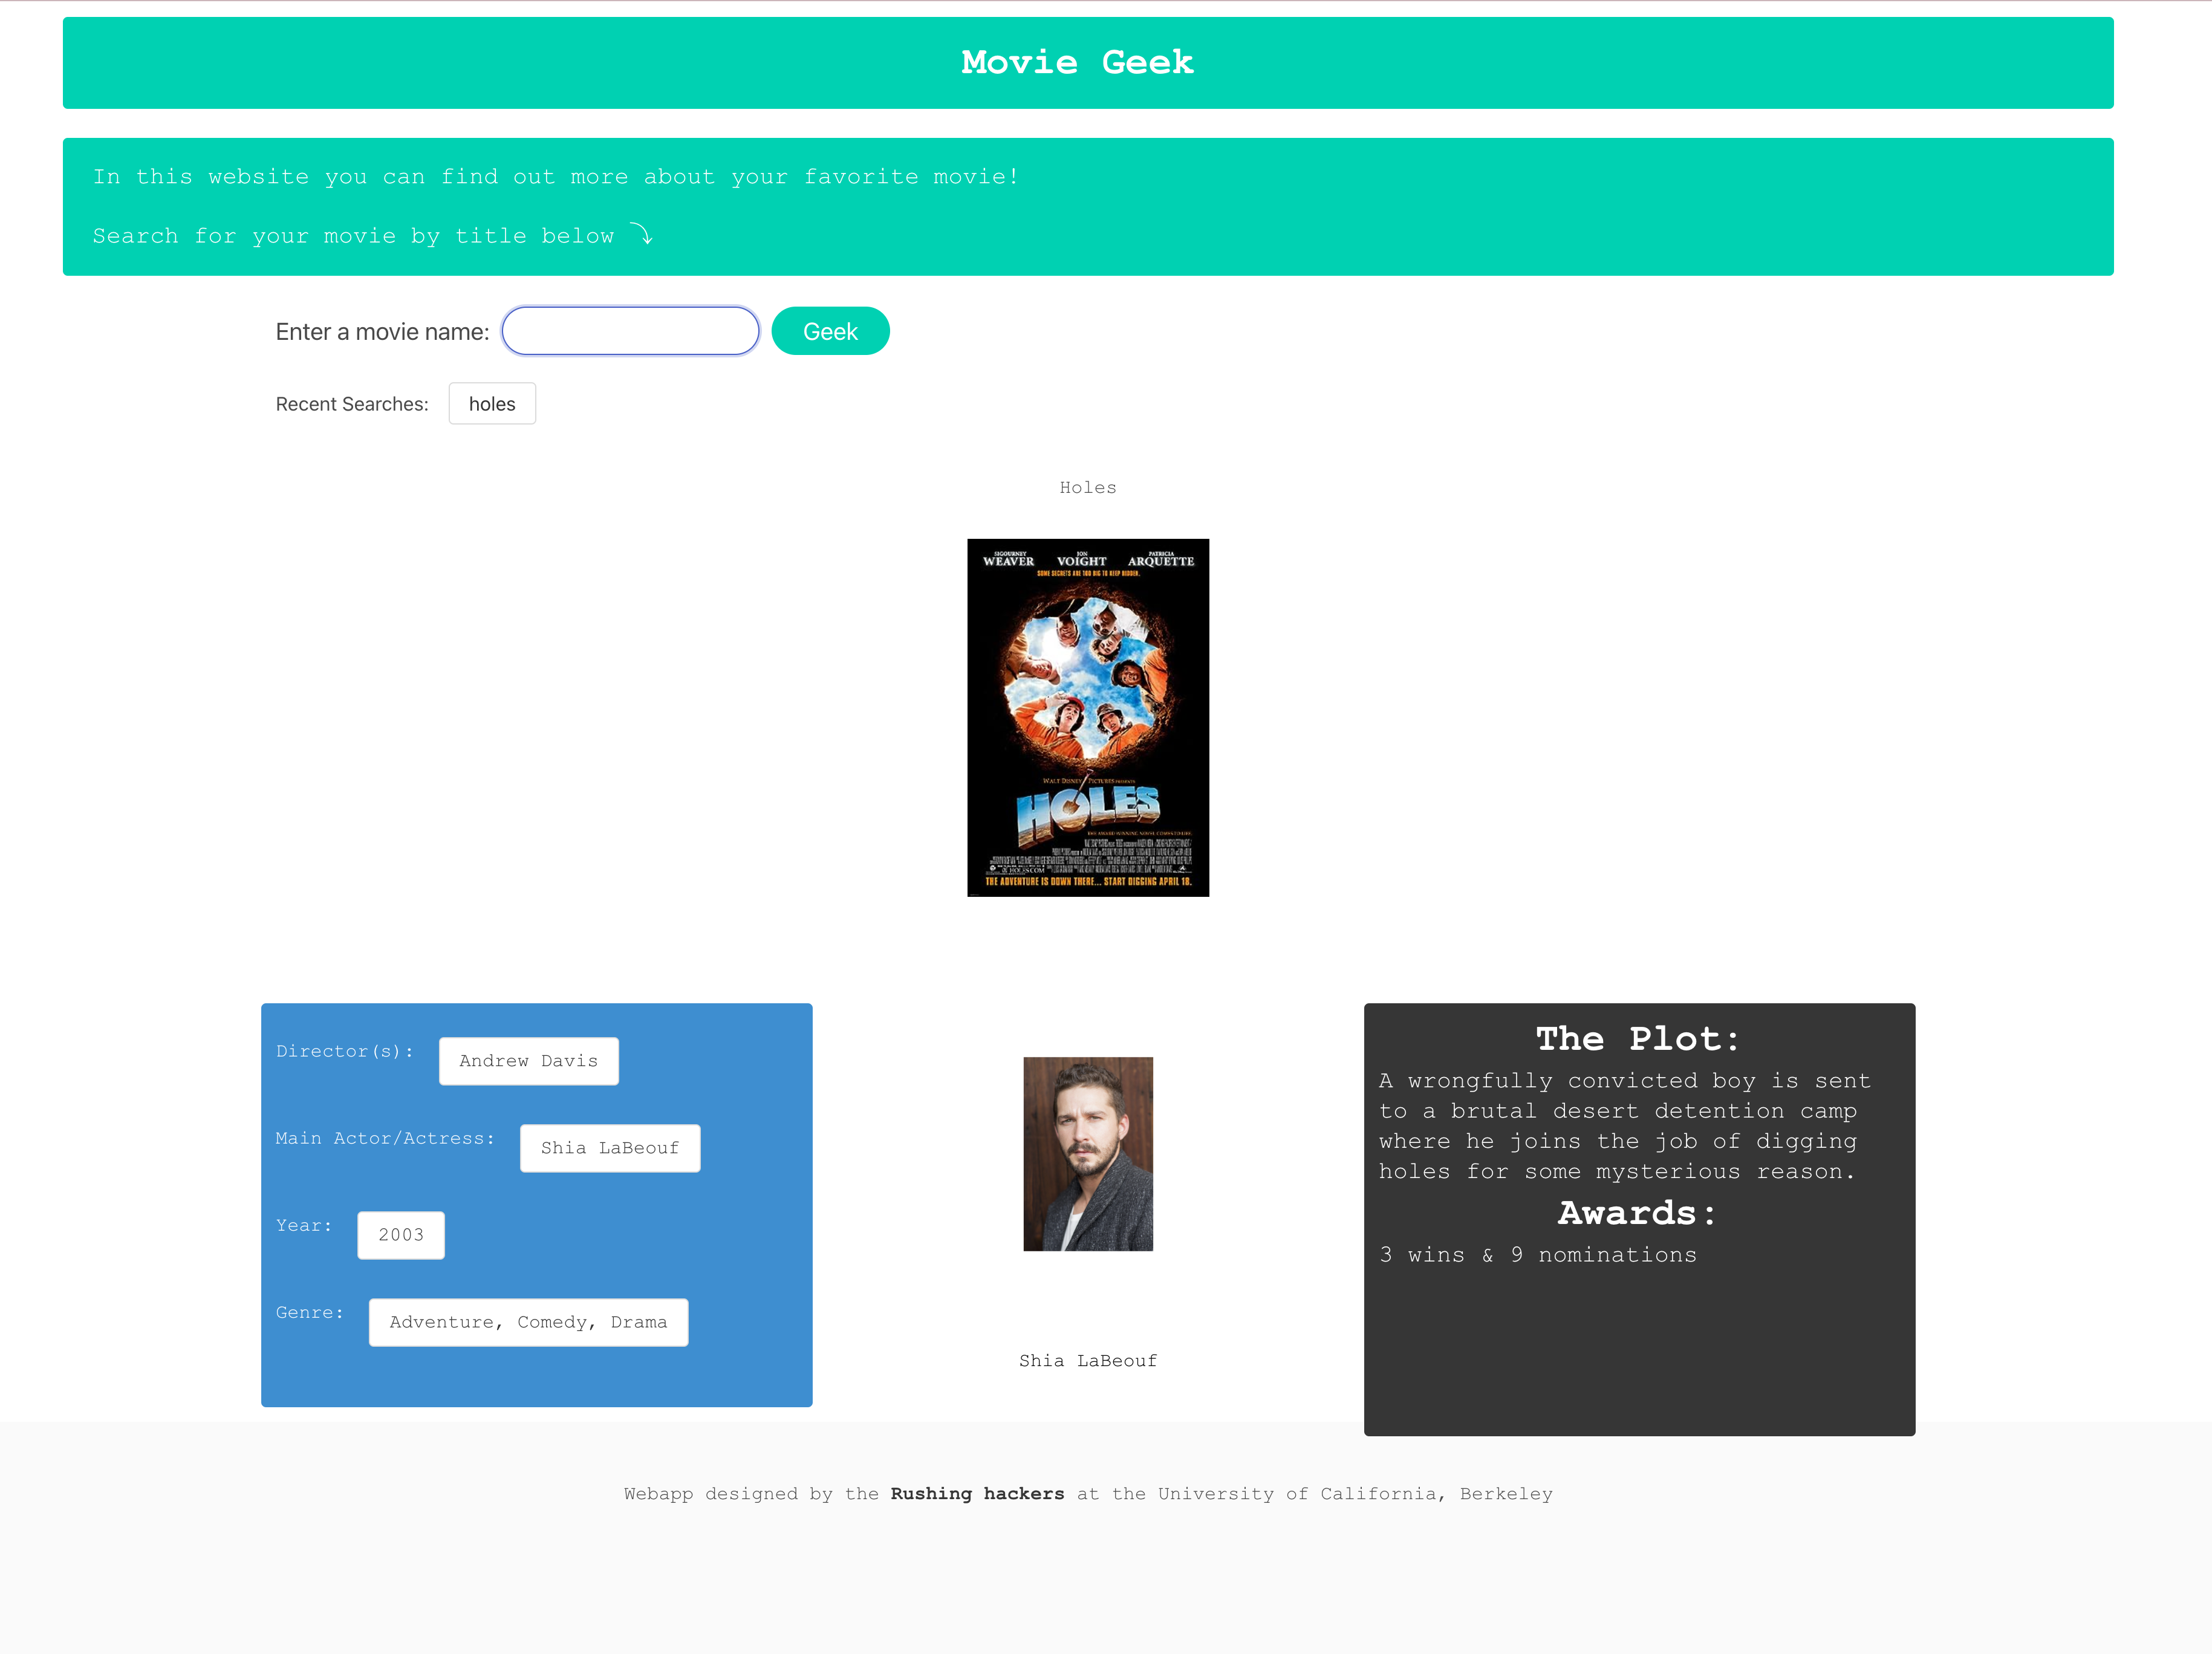 Movie Geek
In this website you can find out more about your favorite movie!
Search for your movie by title below ⤵
Enter a movie name:
Geek
Recent Searches:
holes
Holes
SIGOURNEY WEAVER
JON VOIGHT
PATRICIA ARQUETTE
SOME SECRETS ARE TOO BIG TO KEEP HIDDEN.
WALT DISNEY PICTURES PRESENTS
HOLES
THE ADVENTURE IS DOWN THERE... START DIGGING APRIL 18.
Director(s):
Andrew Davis
Main Actor/Actress:
Shia LaBeouf
Year:
2003
Genre:
Adventure, Comedy, Drama
Shia LaBeouf
The Plot:
A wrongfully convicted boy is sent
to a brutal desert detention camp
where he joins the job of digging
holes for some mysterious reason.
Awards:
3 wins & 9 nominations
Webapp designed by the Rushing hackers at the University of California, Berkeley